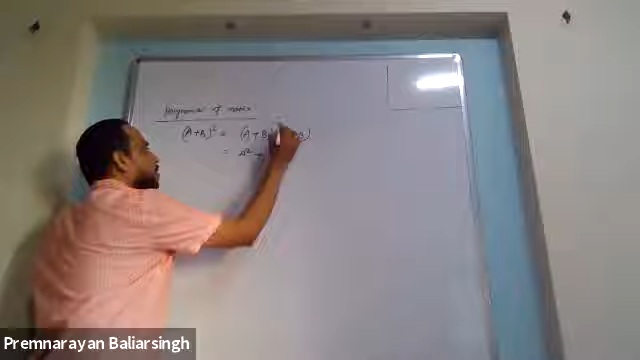 Polynomial of matrix
(A+B)² = (A+B)(A+B)
= A² +
Premnarayan Baliarsingh